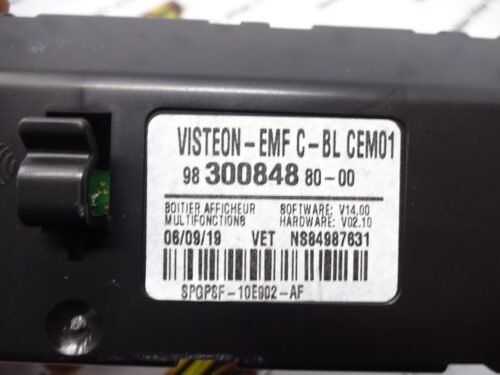 VISTEON-EMF C-BL CEM01
98 300848 80-00
BOITIER AFFICHEUR SOFTWARE: V14.00
MULTIFONCTIONS HARDWARE: V02.10
06/09/19 VET NS84987631
SPGPSF-10E902-AF